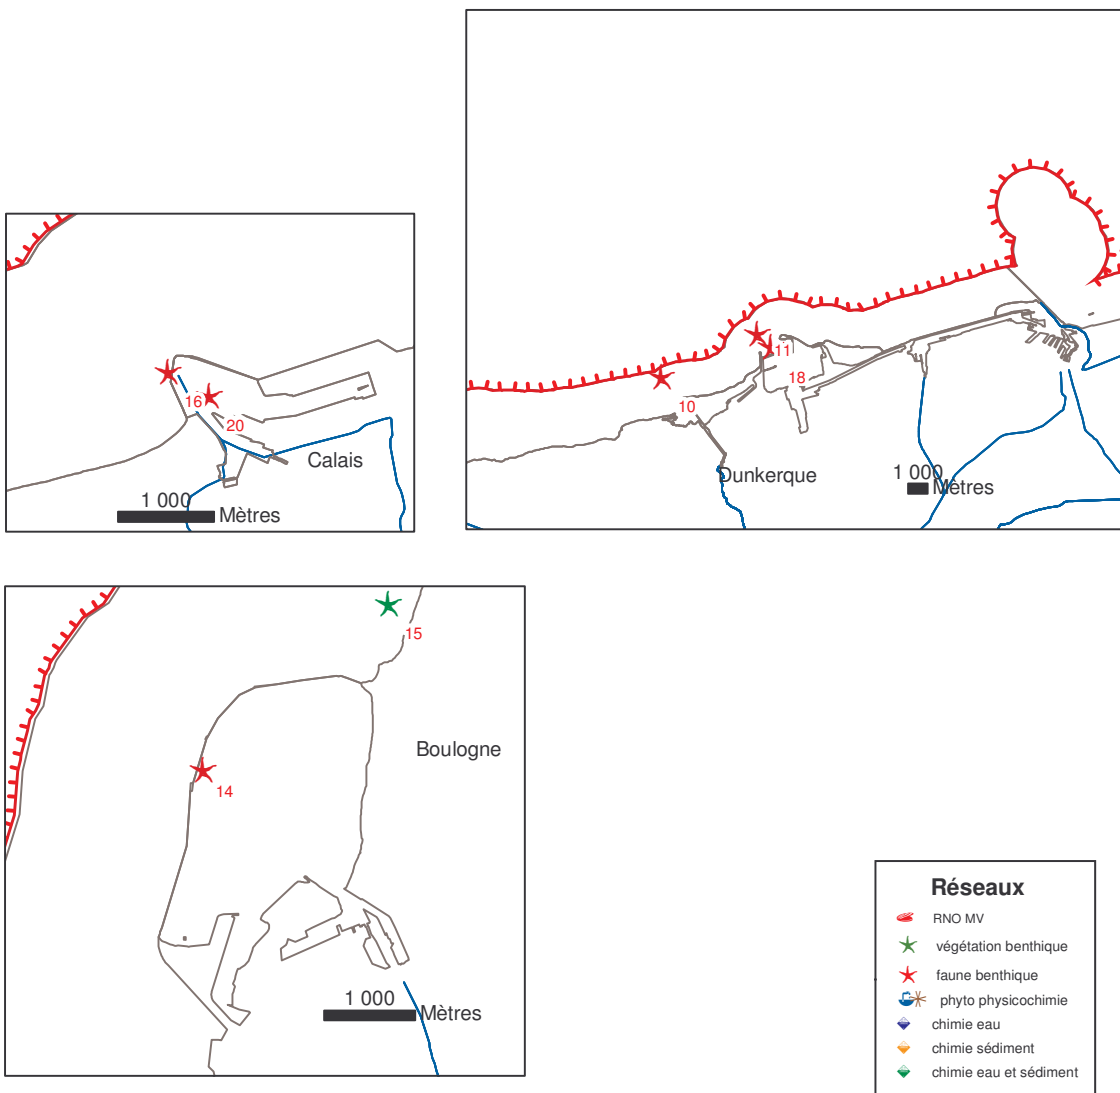 16
20
Calais
1 000
Mètres
11
18
10
Dunkerque
1 000
Mètres
15
Boulogne
14
1 000
Mètres
Réseaux
RNO MV
végétation benthique
faune benthique
phyto physicochimie
chimie eau
chimie sédiment
chimie eau et sédiment